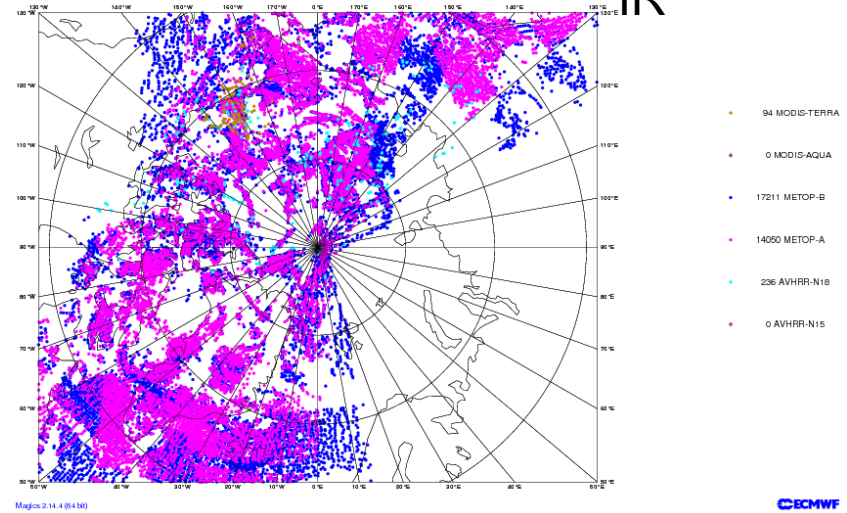 IR
130°W 140°W 150°W 160°W 170°W 0°E 170°E 160°E 150°E 140°E 130°E
120°W 120°E
110°W 110°E
100°W 100°E
90°W 90°E
80°W 80°E
70°W 70°E
60°W 60°E
50°W 40°W 30°W 20°W 10°W 0°E 10°E 20°E 30°E 40°E 50°E
94 MODIS-TERRA
0 MODIS-AQUA
17211 METOP-B
14050 METOP-A
236 AVHRR-N18
0 AVHRR-N15
Magics 2.14.4 (64 bit)
ECMWF